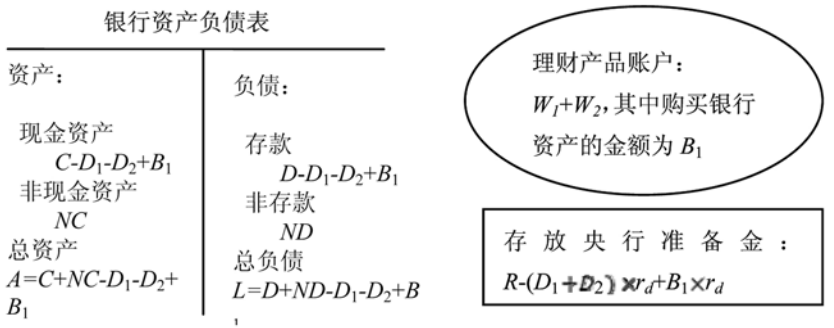 银行资产负债表
资产：
现金资产
C-D₁-D₂+B₁
非现金资产
NC
总资产
A=C+NC-D₁-D₂+
B₁
负债：
存款
D-D₁-D₂+B₁
非存款
ND
总负债
L=D+ND-D₁-D₂+B
1
理财产品账户：
W₁+W₂，其中购买银行
资产的金额为 B₁
存放央行准备金：
R-(D₁+D₂)×r_d+B₁×r_d